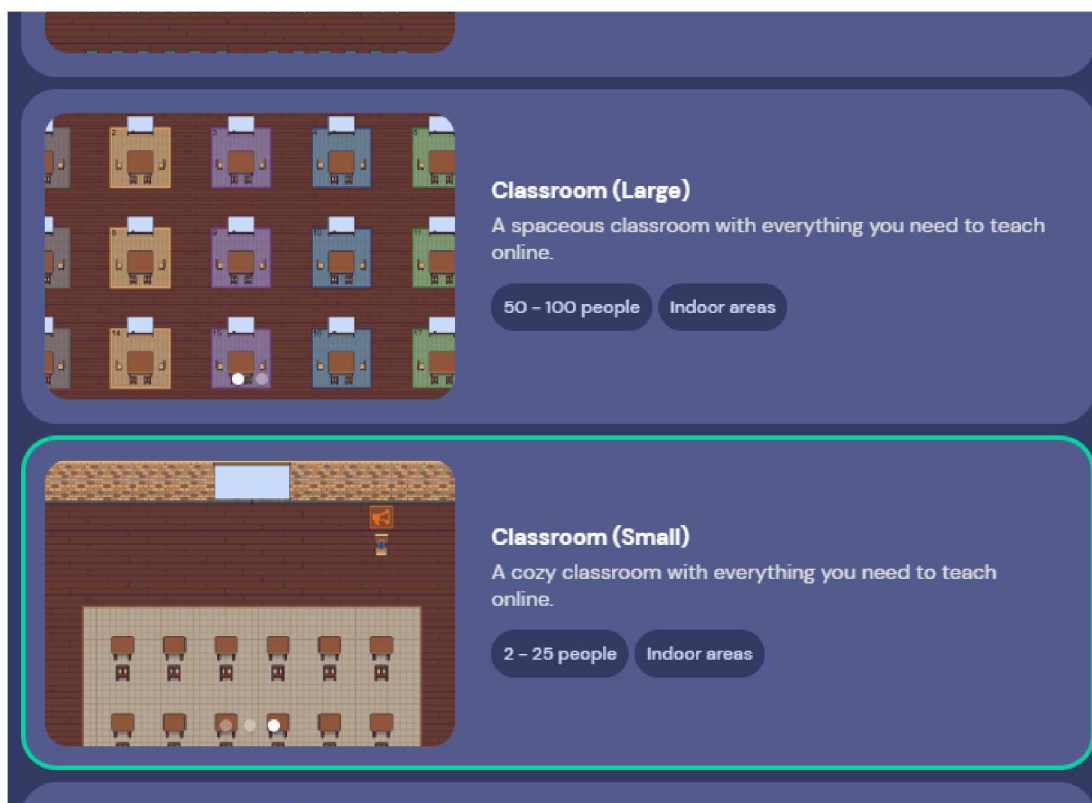 Classroom (Large)
A spaceous classroom with everything you need to teach
online.
50 - 100 people
Indoor areas
Classroom (Small)
A cozy classroom with everything you need to teach
online.
2 - 25 people
Indoor areas